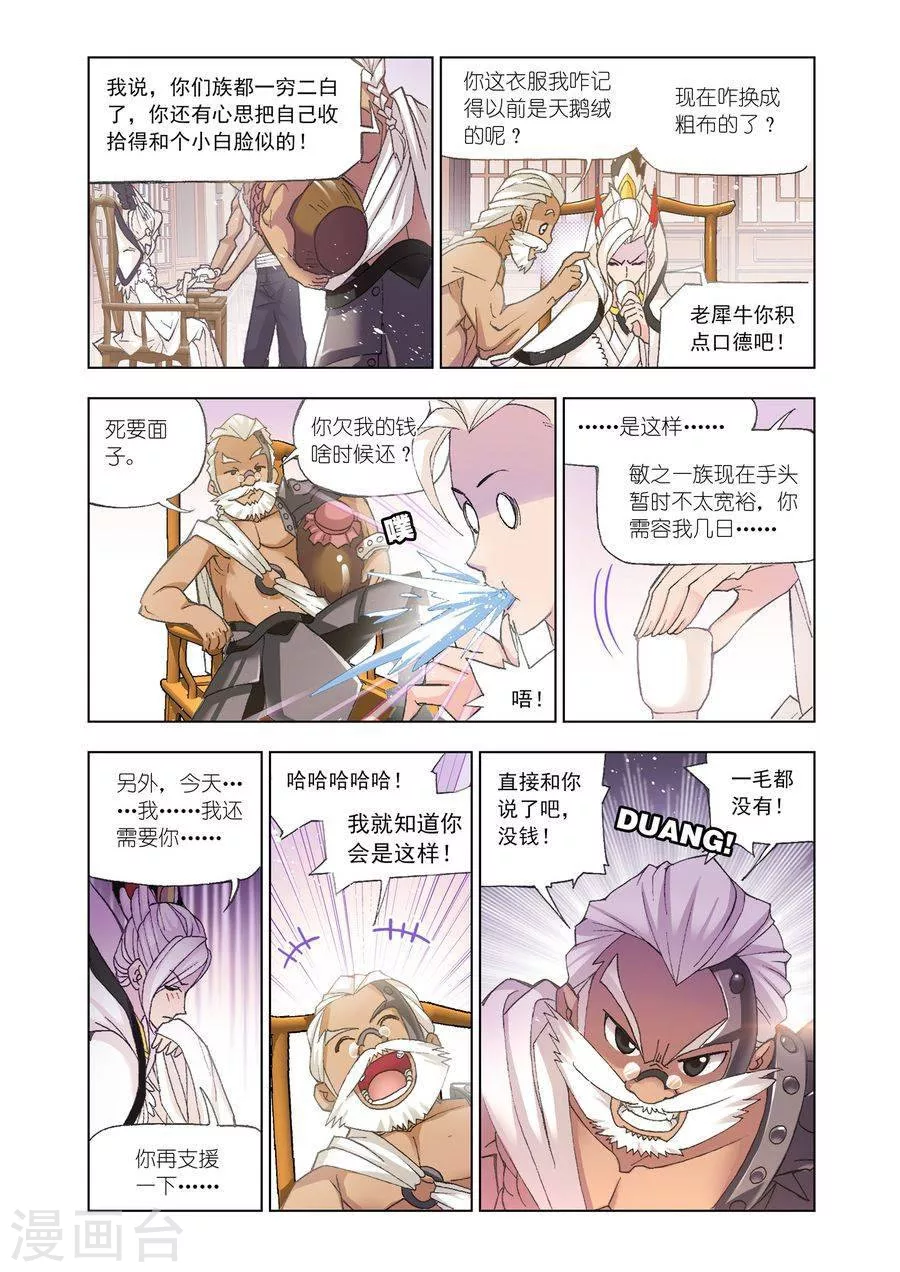 我说，你们族都一穷二白
了，你还有心思把自己收
拾得和个小白脸似的！
你这衣服我咋记
得以前是天鹅绒
的呢？
现在咋换成
粗布的了？
老犀牛你积
点口德吧！
死要面
子。
你欠我的钱
啥时候还？
噗
唔！
……是这样……
敏之一族现在手头
暂时不太宽裕，你
需容我几日……
另外，今天…
…我……我还
需要你……
你再支援
一下……
哈哈哈哈哈！
我就知道你
会是这样！
直接和你
说了吧，
没钱！
DUANG!
一毛都
没有！
漫画台